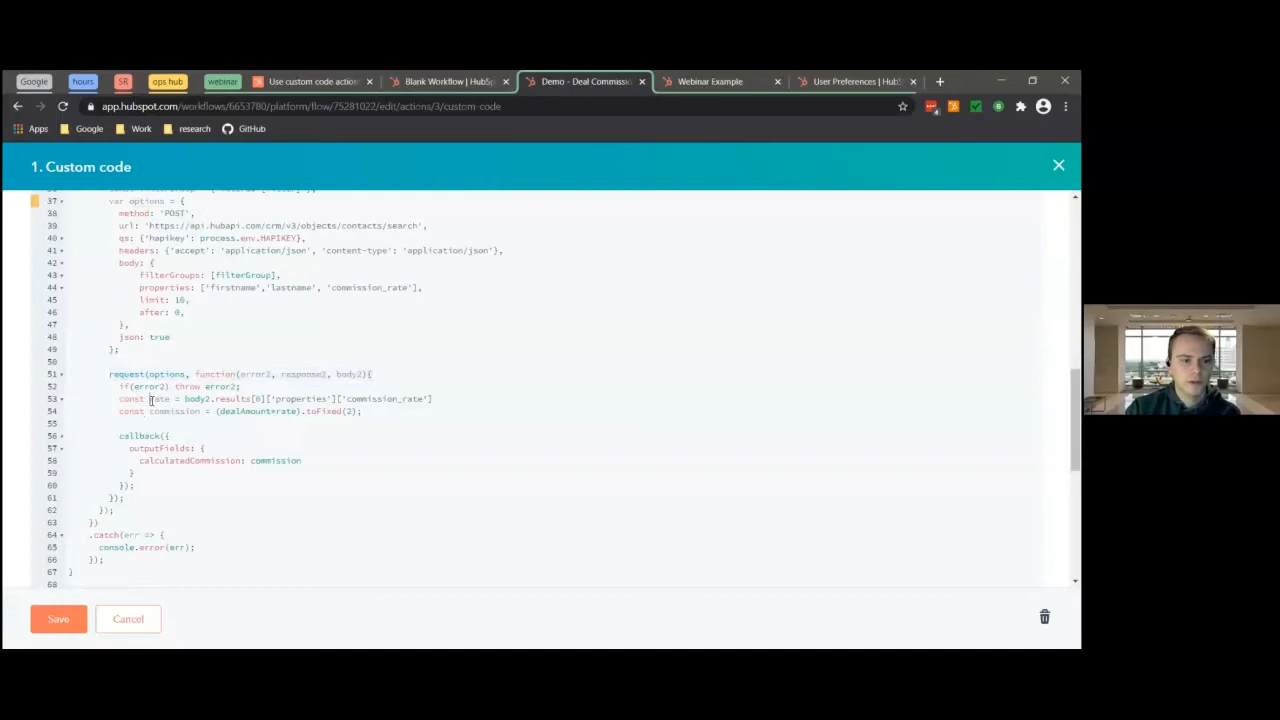 Google hours SR ops hub webinar Use custom code action Blank Workflow | HubSp Demo - Deal Commissio Webinar Example User Preferences | HubS
app.hubspot.com/workflows/6653780/platform/flow/75281022/edit/actions/3/custom-code
Apps Google Work research GitHub
1. Custom code
37 var options = {
38 method: 'POST',
39 url: 'https://api.hubapi.com/crm/v3/objects/contacts/search',
40 qs: {'hapikey': process.env.HAPIKEY},
41 headers: {'accept': 'application/json', 'content-type': 'application/json'},
42 body: {
43 filterGroups: [filterGroup],
44 properties: ['firstname','lastname', 'commission_rate'],
45 limit: 10,
46 after: 0,
47 },
48 json: true
49 };
50
51 request(options, function(error2, response2, body2){
52 if(error2) throw error2;
53 const rate = body2.results[0]['properties']['commission_rate']
54 const commission = (dealAmount*rate).toFixed(2);
55
56 callback({
57 outputFields: {
58 calculatedCommission: commission
59 }
60 });
61 });
62 });
63 })
64 .catch(err => {
65 console.error(err);
66 });
67 }
68
Save Cancel